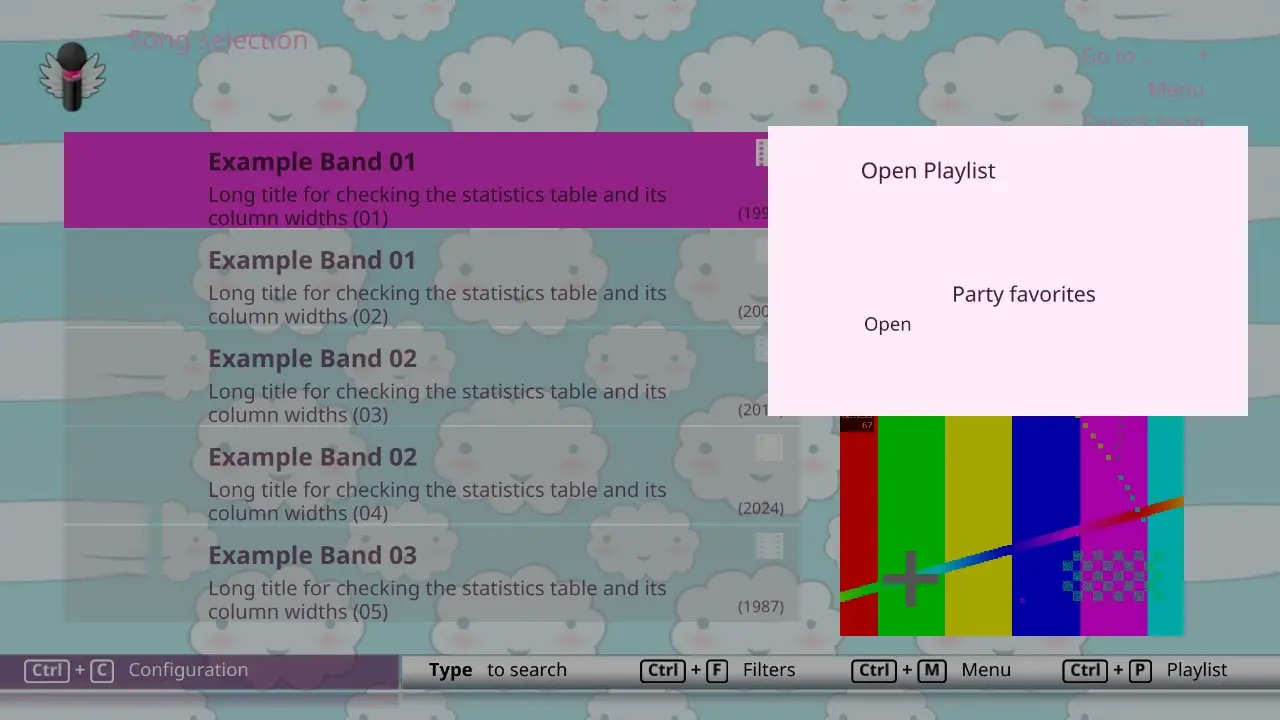 Song selection
Go to ... +
Menu
Example Band 01
Long title for checking the statistics table and its
column widths (01)
(199
Example Band 01
Long title for checking the statistics table and its
column widths (02)
(200
Example Band 02
Long title for checking the statistics table and its
column widths (03)
(201
Example Band 02
Long title for checking the statistics table and its
column widths (04)
(2024)
Example Band 03
Long title for checking the statistics table and its
column widths (05)
(1987)
Open Playlist
Party favorites
Open
67
Ctrl + C Configuration
Type to search
Ctrl + F Filters
Ctrl + M Menu
Ctrl + P Playlist